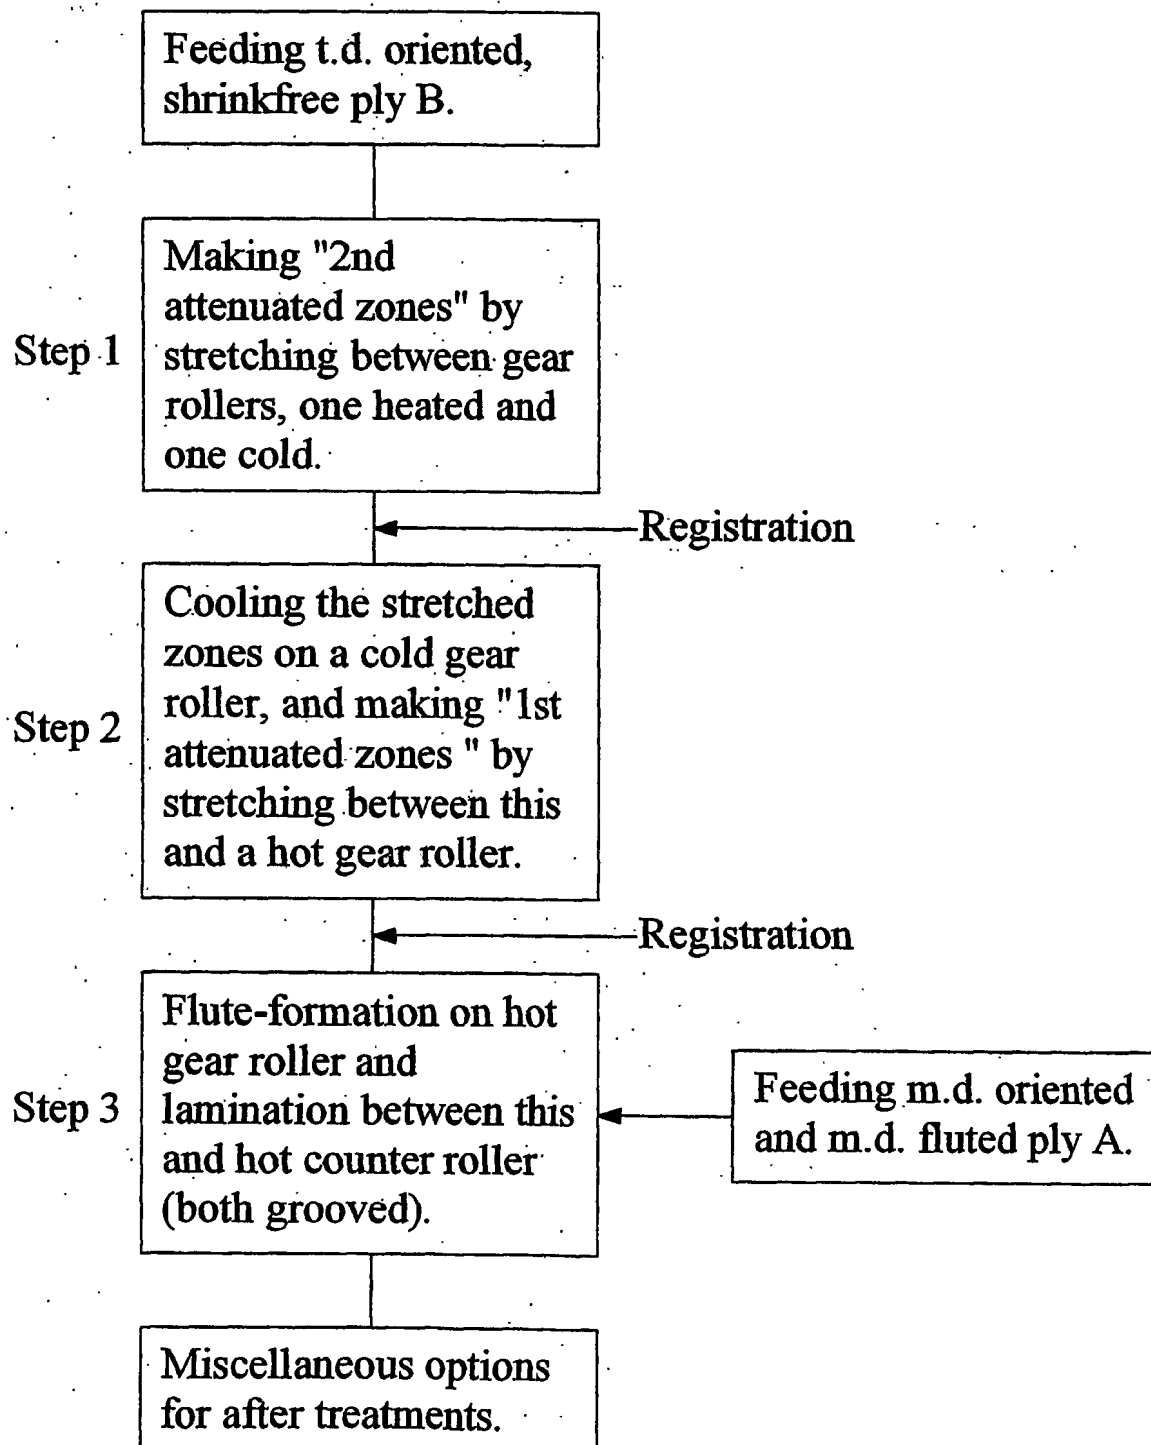 Feeding t.d. oriented,
shrinkfree ply B.
Step 1
Making "2nd
attenuated zones" by
stretching between gear
rollers, one heated and
one cold.
Registration
Step 2
Cooling the stretched
zones on a cold gear
roller, and making "1st
attenuated zones " by
stretching between this
and a hot gear roller.
Registration
Step 3
Flute-formation on hot
gear roller and
lamination between this
and hot counter roller
(both grooved).
Feeding m.d. oriented
and m.d. fluted ply A.
Miscellaneous options
for after treatments.